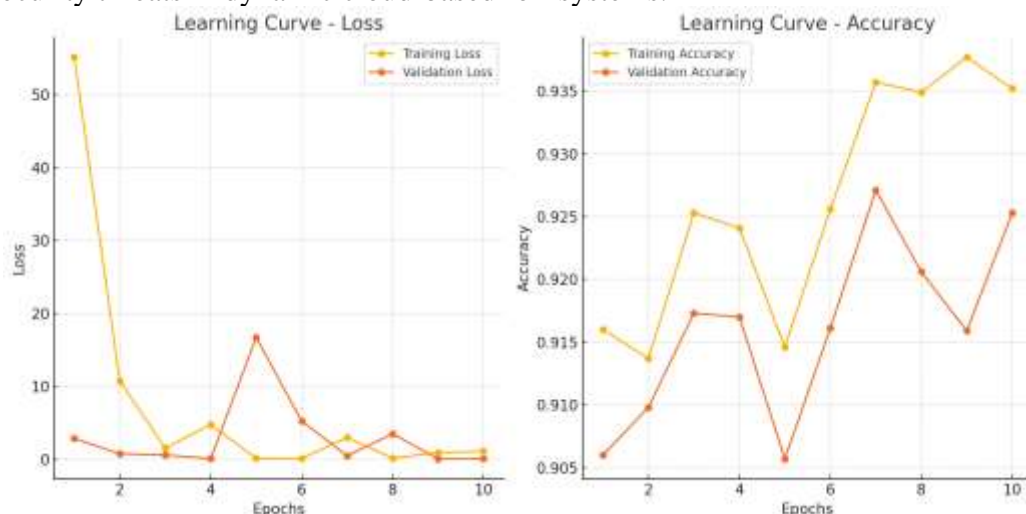 Learning Curve - Loss
Training Loss
Validation Loss
50
40
30
20
10
0
Loss
2 4 6 8 10
Epochs
Learning Curve - Accuracy
Training Accuracy
Validation Accuracy
0.935
0.930
0.925
0.920
0.915
0.910
0.905
Accuracy
2 4 6 8 10
Epochs